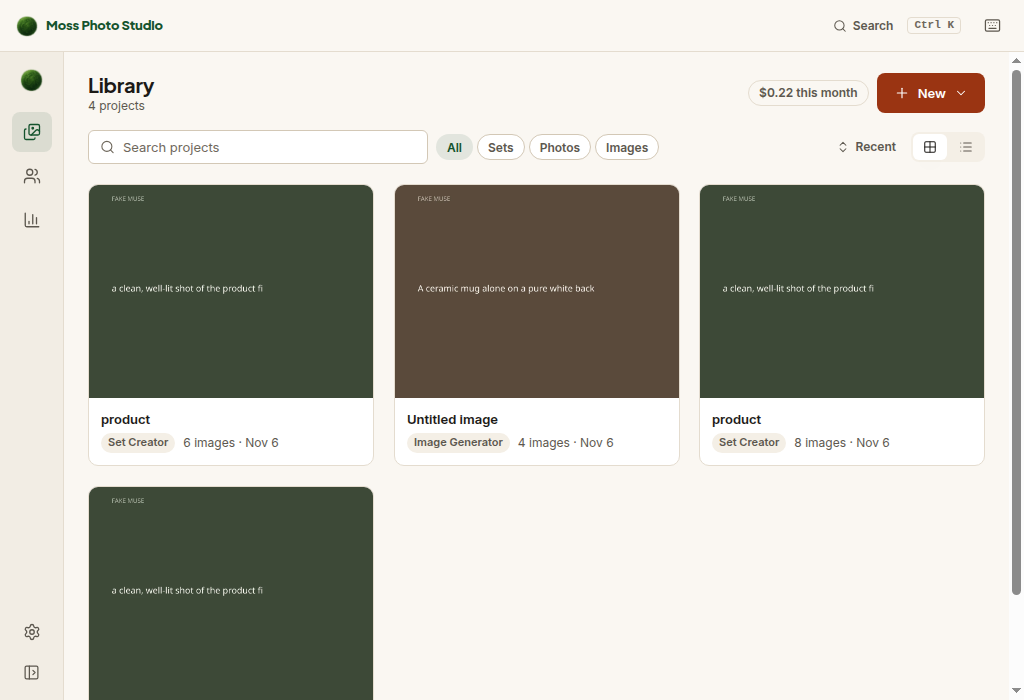 Moss Photo Studio
Search Ctrl K
Library
4 projects
$0.22 this month
New
Search projects
All Sets Photos Images
Recent
FAKE MUSE
a clean, well-lit shot of the product fi
product
Set Creator 6 images · Nov 6
FAKE MUSE
A ceramic mug alone on a pure white back
Untitled image
Image Generator 4 images · Nov 6
FAKE MUSE
a clean, well-lit shot of the product fi
product
Set Creator 8 images · Nov 6
FAKE MUSE
a clean, well-lit shot of the product fi